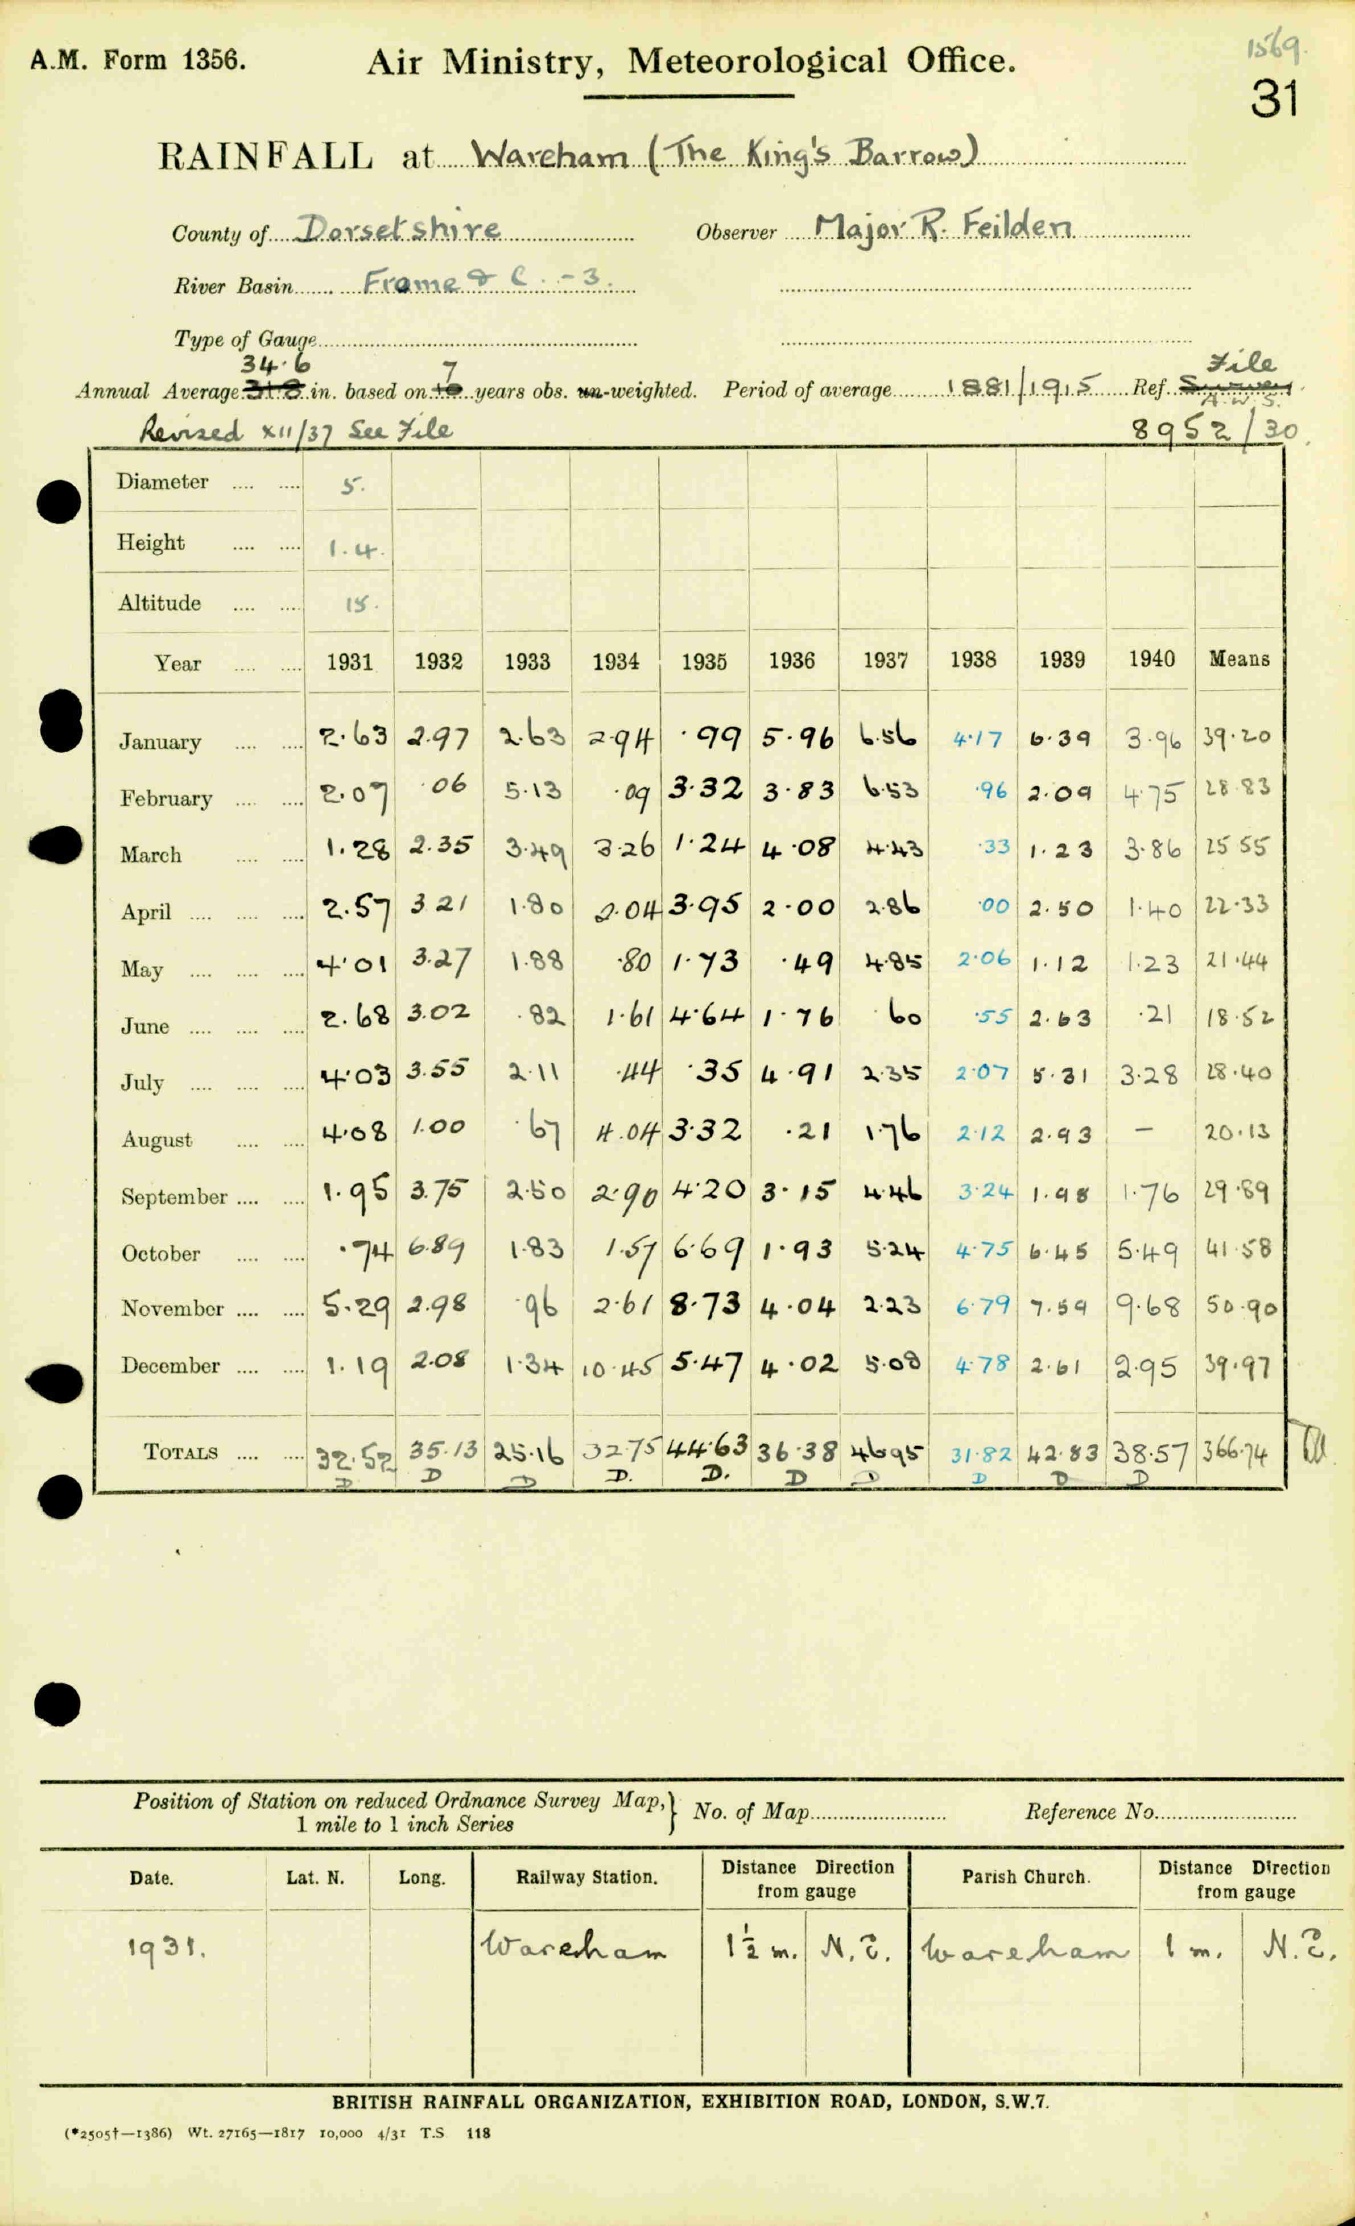 1569.
A.M. Form 1356. Air Ministry, Meteorological Office.
31
RAINFALL at Wareham (The King's Barrow)
County of Dorsetshire Observer Major R. Feilden
River Basin Frome & C. -3.
Type of Gauge
34.6 7 File
Annual Average in. based on years obs. un-weighted. Period of average 1881/1915 Ref. Survey
A.W.S.
Revised XII/37 See File 8952/30.
Diameter 5.
Height 1.4.
Altitude 15.
Year 1931 1932 1933 1934 1935 1936 1937 1938 1939 1940 Means
January 2.63 2.97 2.63 2.94 .99 5.96 6.56 4.17 6.39 3.96 39.20
February 2.07 .06 5.13 .09 3.32 3.83 6.53 .96 2.09 4.75 28.83
March 1.28 2.35 3.49 3.26 1.24 4.08 4.43 .33 1.23 3.86 25.55
April 2.57 3.21 1.80 2.04 3.95 2.00 2.86 .00 2.50 1.40 22.33
May 4.01 3.27 1.88 .80 1.73 .49 4.85 2.06 1.12 1.23 21.44
June 2.68 3.02 .82 1.61 4.64 1.76 .60 .55 2.63 .21 18.52
July 4.03 3.55 2.11 .44 .35 4.91 2.35 2.07 5.31 3.28 28.40
August 4.08 1.00 .67 4.04 3.32 .21 1.76 2.12 2.93 — 20.13
September 1.95 3.75 2.50 2.90 4.20 3.15 4.46 3.24 1.98 1.76 29.89
October .74 6.89 1.83 1.57 6.69 1.93 5.24 4.75 6.45 5.49 41.58
November 5.29 2.98 .96 2.61 8.73 4.04 2.23 6.79 7.59 9.68 50.90
December 1.19 2.08 1.34 10.45 5.47 4.02 5.08 4.78 2.61 2.95 39.97
TOTALS 32.52 35.13 25.16 32.75 44.63 36.38 46.95 31.82 42.83 38.57 366.74
D D D D. D. D D D D D
Position of Station on reduced Ordnance Survey Map, } No. of Map Reference No.
1 mile to 1 inch Series
Date. Lat. N. Long. Railway Station. Distance Direction from gauge Parish Church. Distance Direction from gauge
1931. Wareham 1½ m. N.E. Wareham 1 m. N.E.
BRITISH RAINFALL ORGANIZATION, EXHIBITION ROAD, LONDON, S.W.7.
(*2505†—1386) Wt. 27165—1817 10,000 4/31 T.S 118